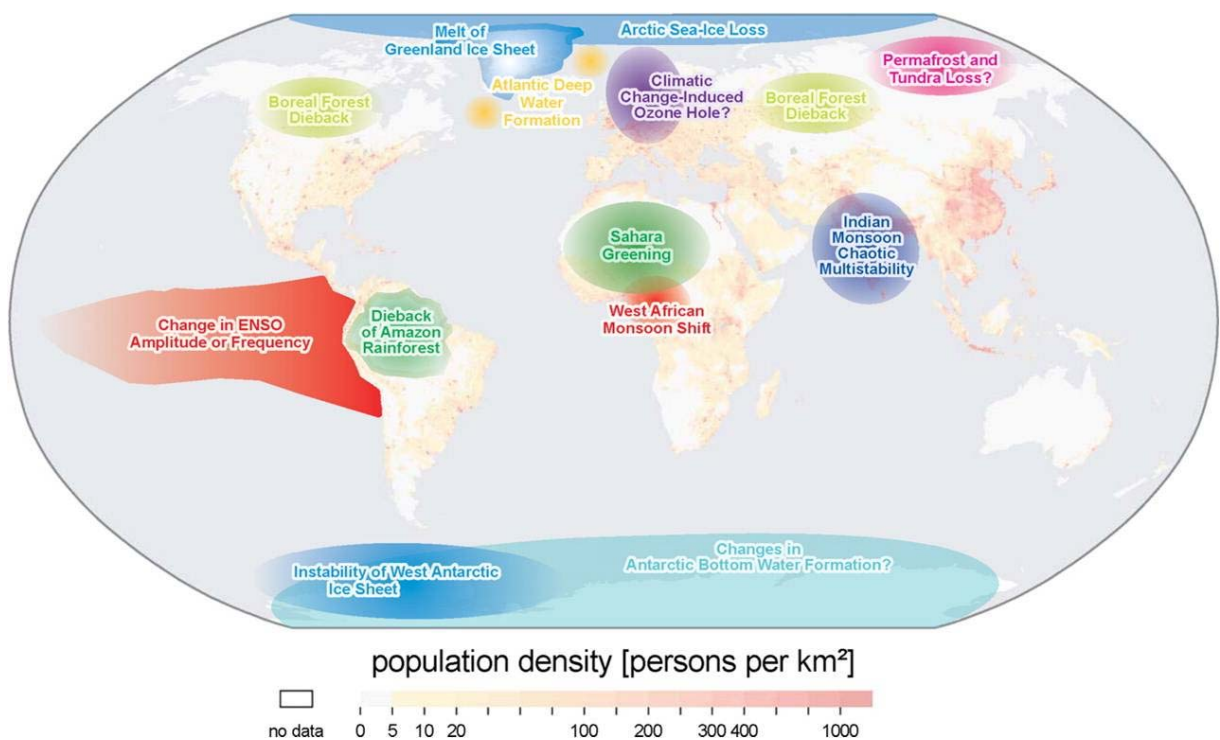 Melt of
Greenland Ice Sheet
Arctic Sea-Ice Loss
Permafrost and
Tundra Loss?
Atlantic Deep
Water
Formation
Climatic
Change-Induced
Ozone Hole?
Boreal Forest
Dieback
Boreal Forest
Dieback
Sahara
Greening
Indian
Monsoon
Chaotic
Multistability
West African
Monsoon Shift
Change in ENSO
Amplitude or Frequency
Dieback
of Amazon
Rainforest
Instability of West Antarctic
Ice Sheet
Changes in
Antarctic Bottom Water Formation?
population density [persons per km²]
no data 0 5 10 20 100 200 300 400 1000